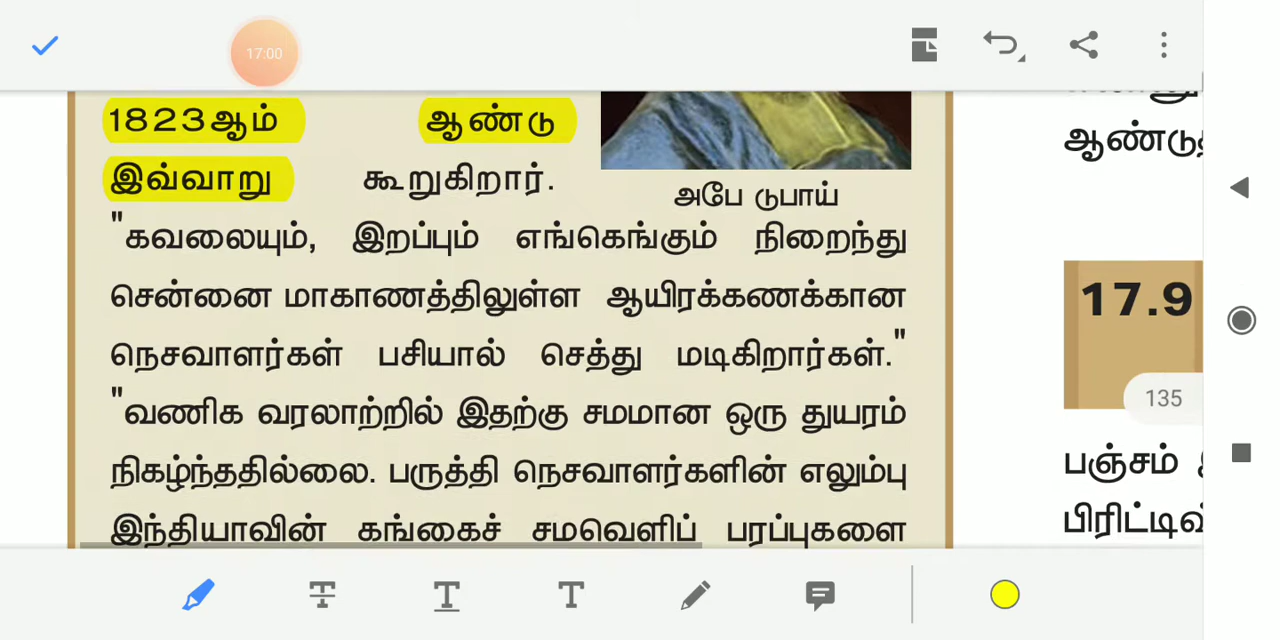 17:00
1823ஆம் ஆண்டு
இவ்வாறு கூறுகிறார்.
அபே டுபாய்
"கவலையும், இறப்பும் எங்கெங்கும் நிறைந்து
சென்னை மாகாணத்திலுள்ள ஆயிரக்கணக்கான
நெசவாளர்கள் பசியால் செத்து மடிகிறார்கள்."
"வணிக வரலாற்றில் இதற்கு சமமான ஒரு துயரம்
நிகழ்ந்ததில்லை. பருத்தி நெசவாளர்களின் எலும்பு
இந்தியாவின் கங்கைச் சமவெளிப் பரப்புகளை
17.9
135
பஞ்சம்